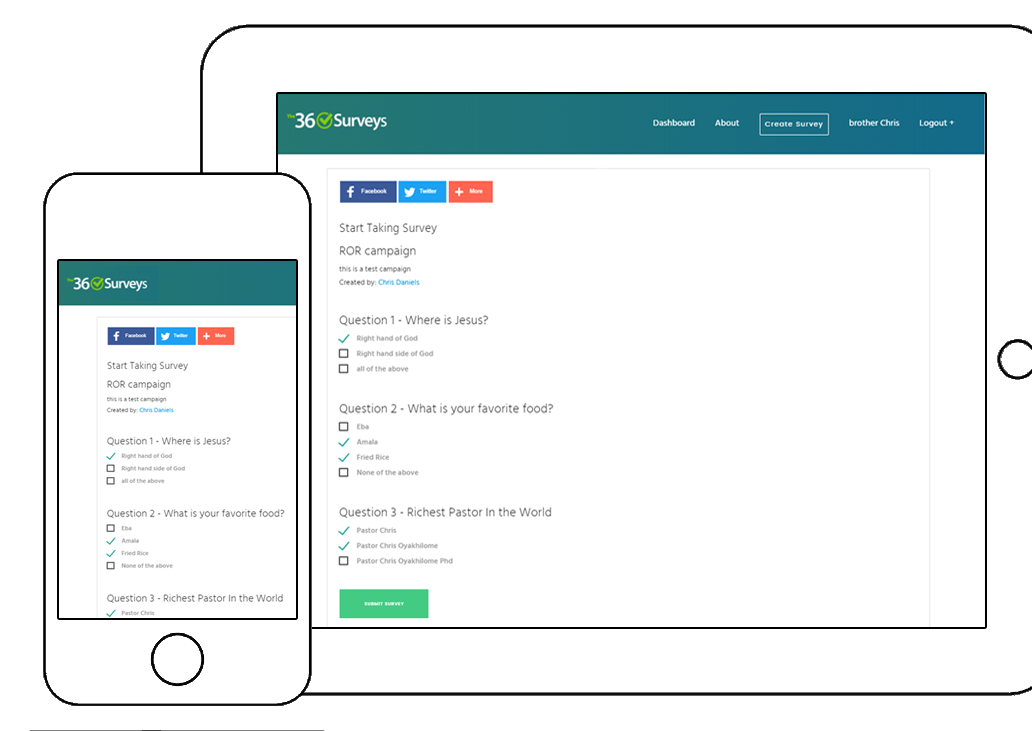 The 36 Surveys
Dashboard About Create Survey brother Chris Logout +
Facebook Twitter More
Start Taking Survey
ROR campaign
this is a test campaign
Created by: Chris Daniels
Question 1 - Where is Jesus?
Right hand of God
Right hand side of God
all of the above
Question 2 - What is your favorite food?
Eba
Amala
Fried Rice
None of the above
Question 3 - Richest Pastor In the World
Pastor Chris
Pastor Chris Oyakhilome
Pastor Chris Oyakhilome Phd
SUBMIT SURVEY
The 36 Surveys
Facebook Twitter More
Start Taking Survey
ROR campaign
this is a test campaign
Created by: Chris Daniels
Question 1 - Where is Jesus?
Right hand of God
Right hand side of God
all of the above
Question 2 - What is your favorite food?
Eba
Amala
Fried Rice
None of the above
Question 3 - Richest Pastor In the World
Pastor Chris